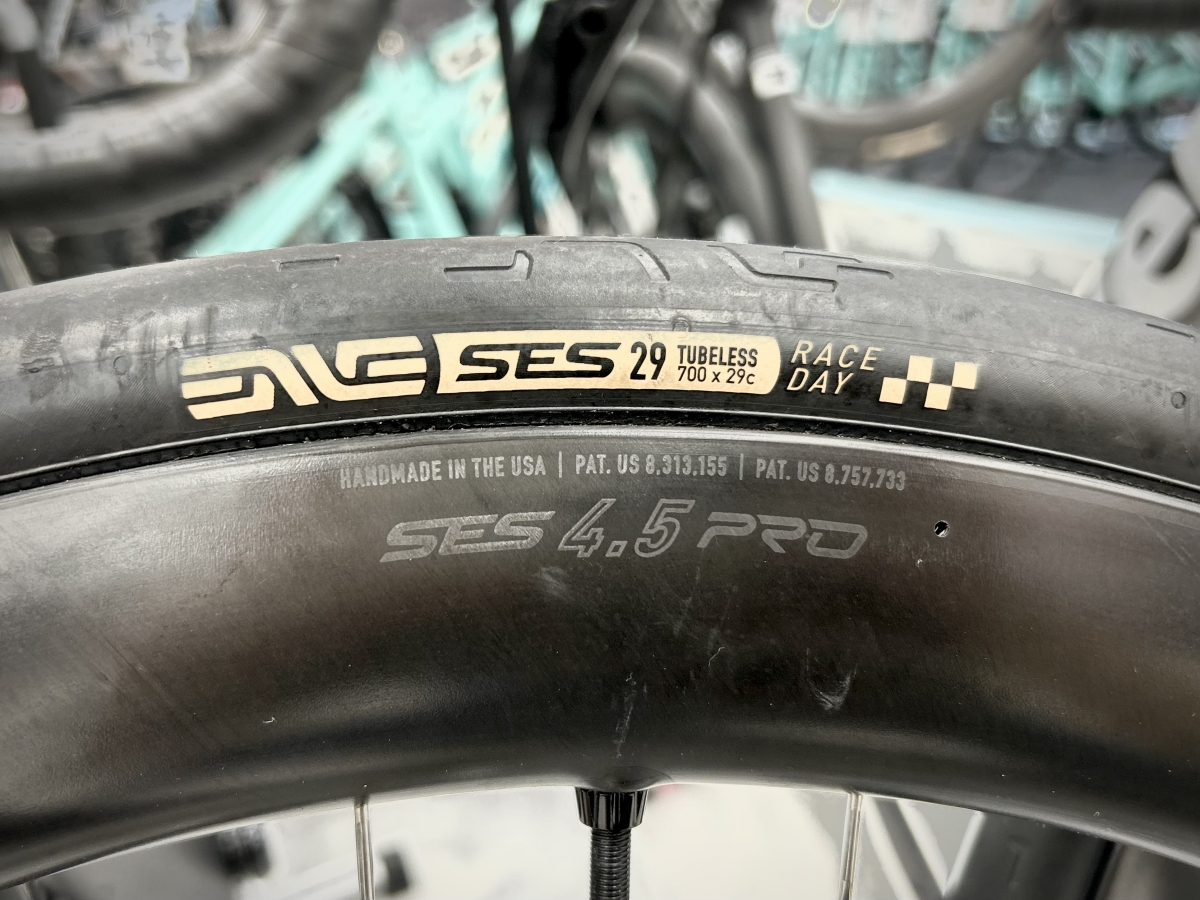 ENVE SES 29 TUBELESS
700 x 29c
RACE
DAY
HANDMADE IN THE USA | PAT. US 8,313,155 | PAT. US 8,757,733
SES 4.5 PRO